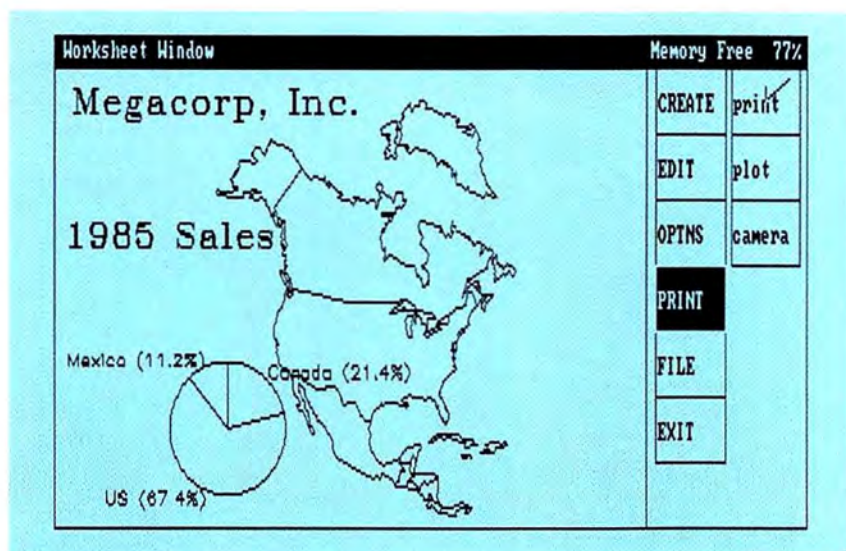 Worksheet Window Memory Free 77%
Megacorp, Inc.
1985 Sales
Mexico (11.2%)
Canada (21.4%)
US (67.4%)
CREATE print
EDIT plot
OPTNS camera
PRINT
FILE
EXIT